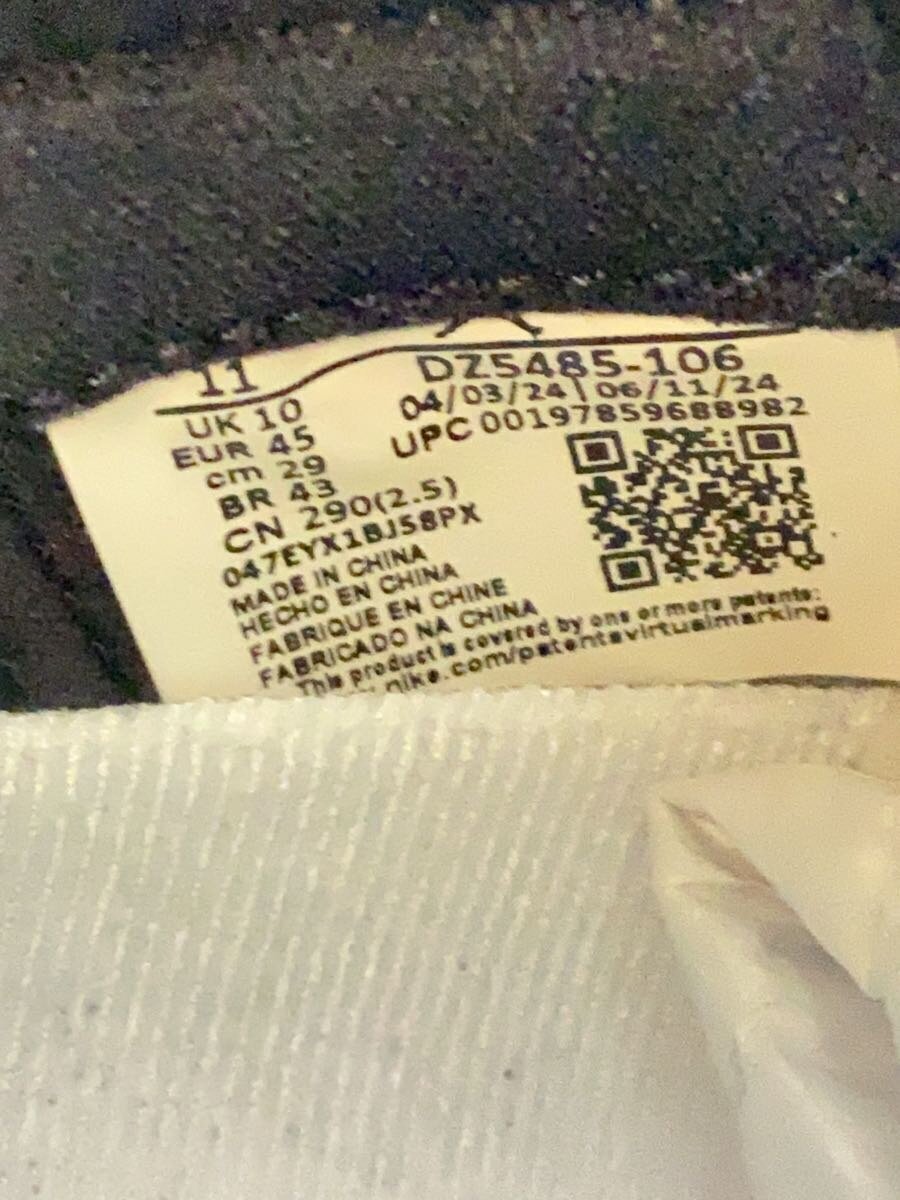 11
UK 10
EUR 45
cm 29
BR 43
CN 290(2.5)
DZ5485-106
04/03/24\06/11/24
UPC 00197859688982
047EYX1BJ58PX
MADE IN CHINA
HECHO EN CHINA
FABRIQUE EN CHINE
FABRICADO NA CHINA
This product is covered by one or more patents:
nike.com/patentsvirtualmarking